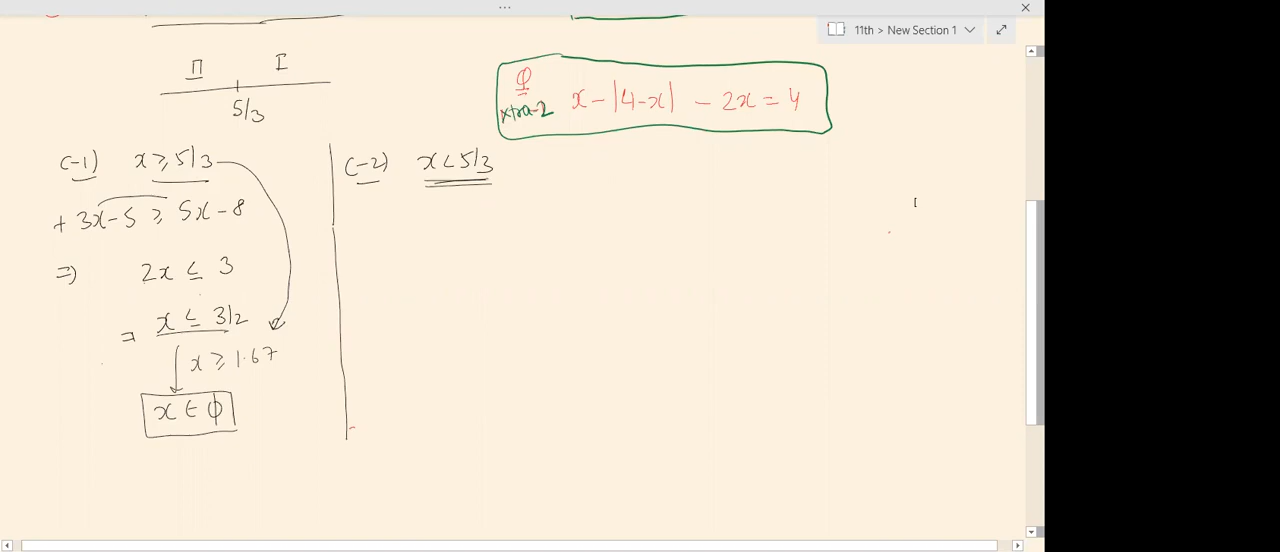 11th > New Section 1
II I
5/3
Q xtra-2 x - |4-x| - 2x = 4
C-1) x ≥ 5/3
+ 3x-5 ≥ 5x-8
⇒) 2x ≤ 3
⇒ x ≤ 3/2
x ≥ 1.67
x ∈ ϕ
C-2) x < 5/3